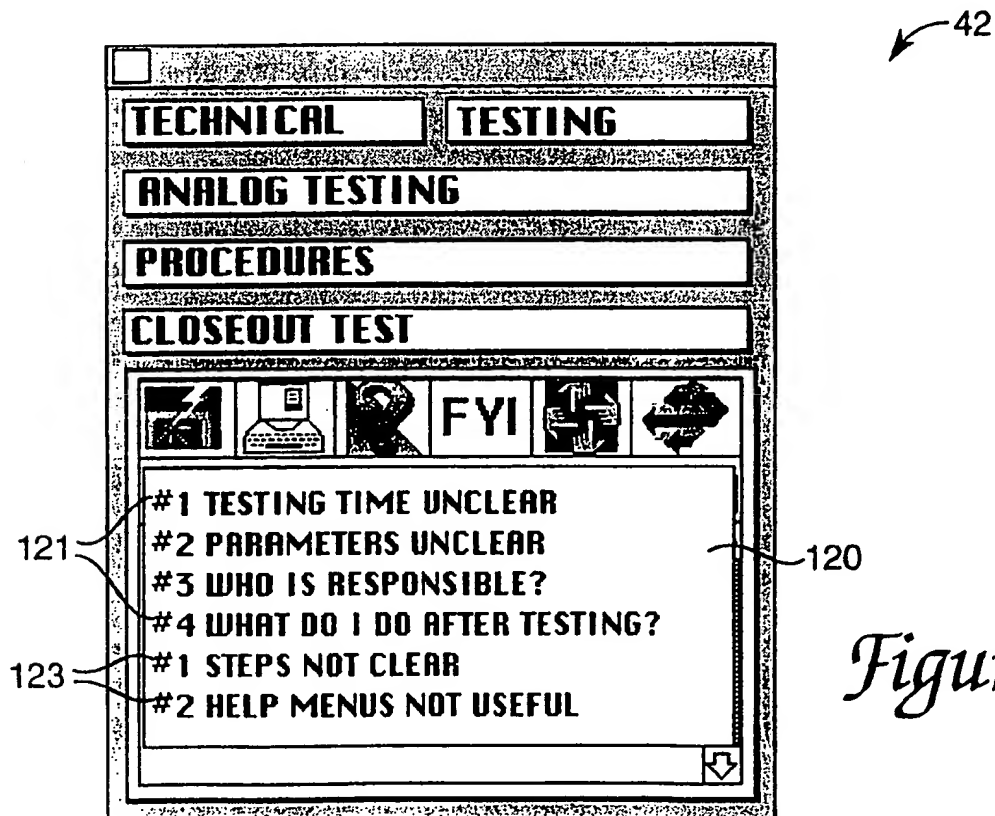 42
TECHNICAL TESTING
ANALOG TESTING
PROCEDURES
CLOSEOUT TEST
FYI
#1 TESTING TIME UNCLEAR
#2 PARAMETERS UNCLEAR
#3 WHO IS RESPONSIBLE?
#4 WHAT DO I DO AFTER TESTING?
#1 STEPS NOT CLEAR
#2 HELP MENUS NOT USEFUL
121
120
123